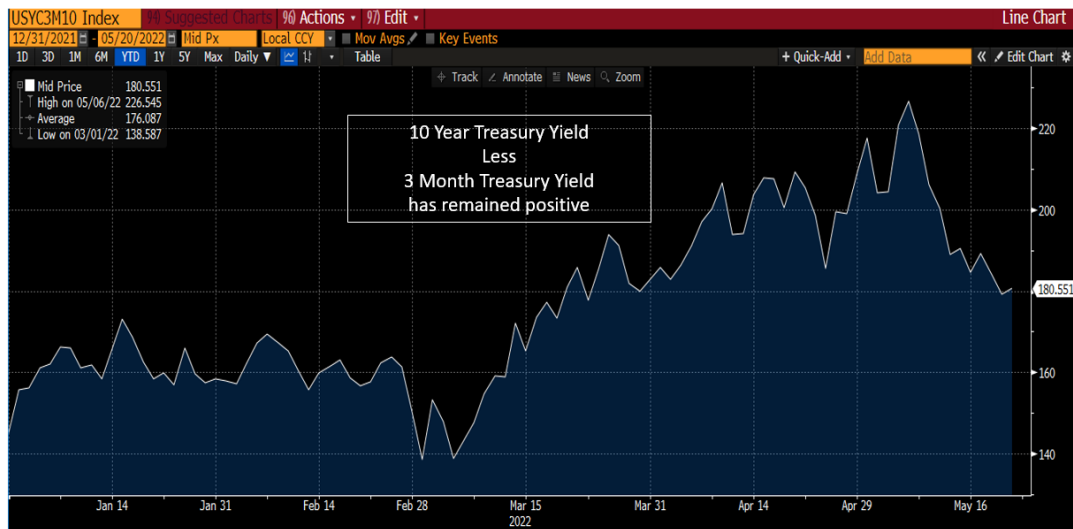 USYC3M10 Index 94) Suggested Charts 96) Actions 97) Edit Line Chart
12/31/2021 - 05/20/2022 Mid Px Local CCY Mov Avgs Key Events
1D 3D 1M 6M YTD 1Y 5Y Max Daily ▼ Table + Quick-Add Add Data « Edit Chart
Track Annotate News Zoom
Mid Price 180.551
High on 05/06/22 226.545
Average 176.087
Low on 03/01/22 138.587
10 Year Treasury Yield
Less
3 Month Treasury Yield
has remained positive
220
200
180.551
160
140
Jan 14 Jan 31 Feb 14 Feb 28 Mar 15 Mar 31 Apr 14 Apr 29 May 16
2022